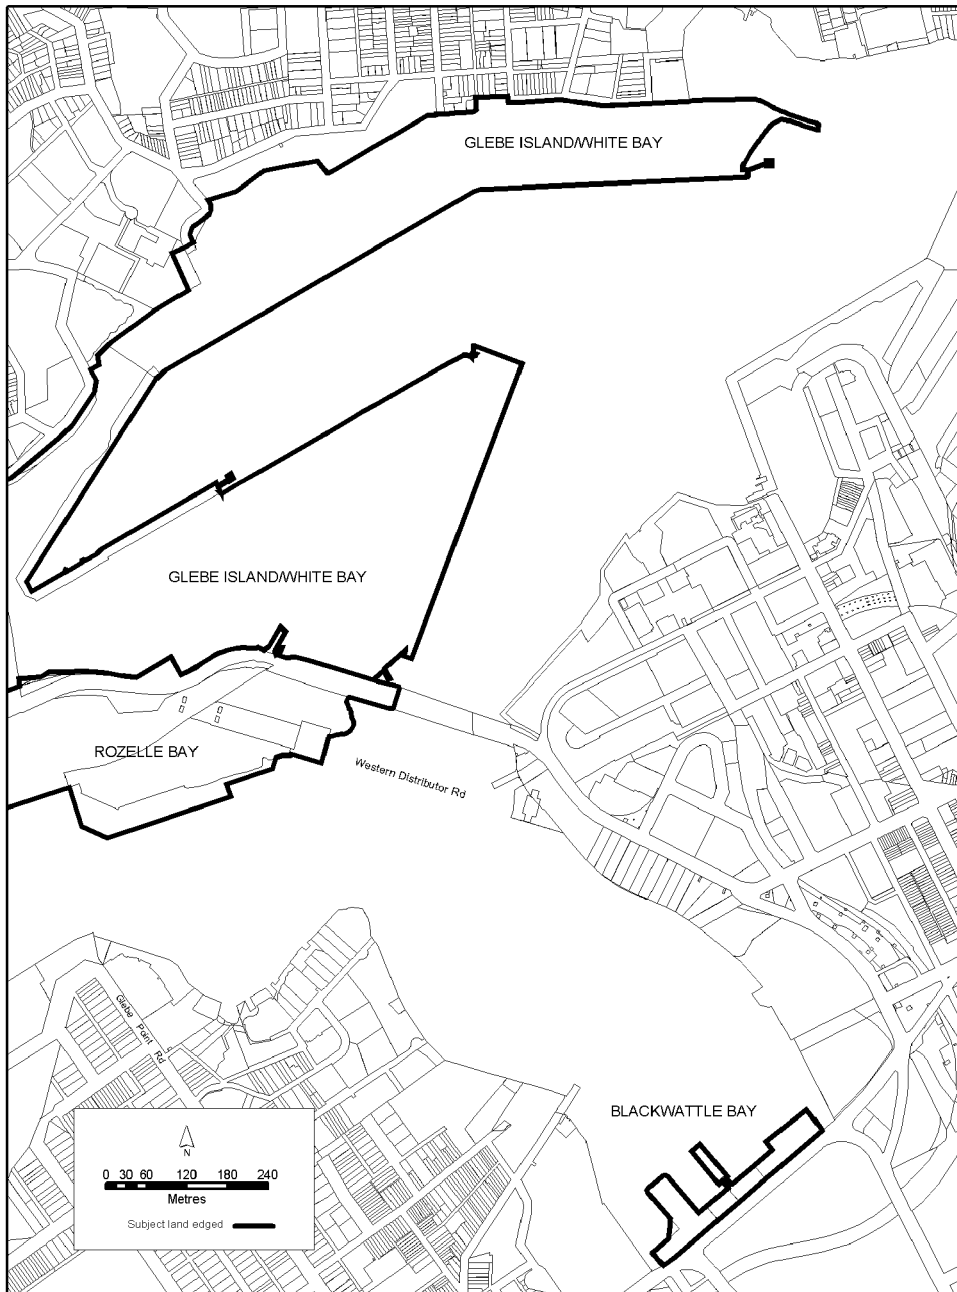 GLEBE ISLAND/WHITE BAY
GLEBE ISLAND/WHITE BAY
ROZELLE BAY
Western Distributor Rd
Glebe Point Rd
BLACKWATTLE BAY
N
0 30 60 120 180 240
Metres
Subject land edged